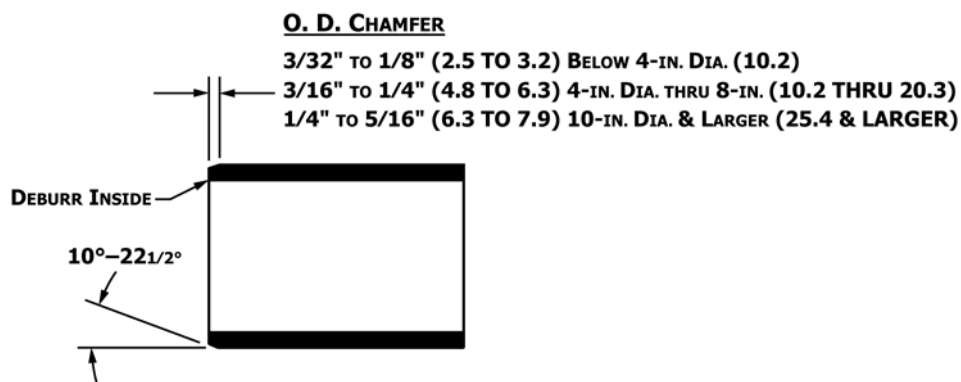 O. D. CHAMFER
3/32" TO 1/8" (2.5 TO 3.2) BELOW 4-IN. DIA. (10.2)
3/16" TO 1/4" (4.8 TO 6.3) 4-IN. DIA. THRU 8-IN. (10.2 THRU 20.3)
1/4" TO 5/16" (6.3 TO 7.9) 10-IN. DIA. & LARGER (25.4 & LARGER)
DEBURR INSIDE
10°–22 1/2°